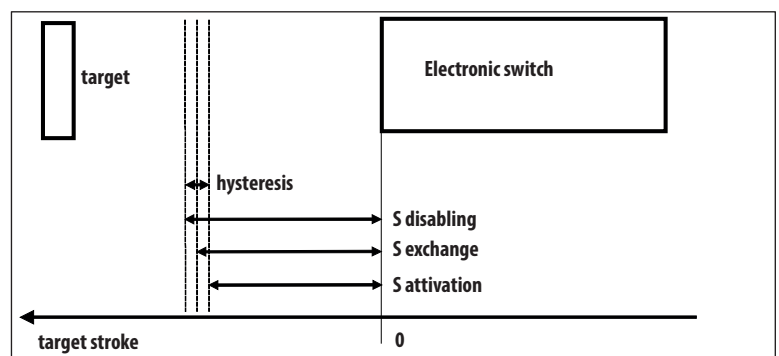 target
Electronic switch
hysteresis
S disabling
S exchange
S attivation
target stroke
0